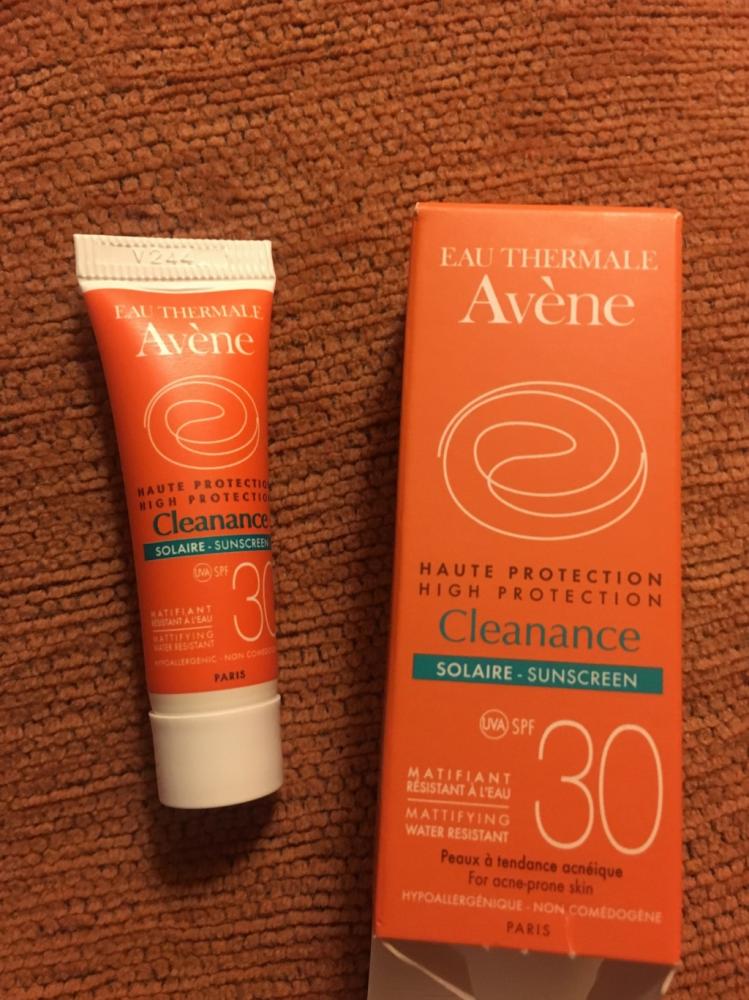 V244
EAU THERMALE
Avène
HAUTE PROTECTION
HIGH PROTECTION
Cleanance
SOLAIRE - SUNSCREEN
UVA SPF
30
MATIFIANT
RÉSISTANT À L'EAU
MATTIFYING
WATER RESISTANT
HYPOALLERGENIC - NON
PARIS
EAU THERMALE
Avène
HAUTE PROTECTION
HIGH PROTECTION
Cleanance
SOLAIRE - SUNSCREEN
UVA SPF
30
MATIFIANT
RÉSISTANT À L'EAU
MATTIFYING
WATER RESISTANT
Peaux à tendance acnéique
For acne-prone skin
HYPOALLERGÉNIQUE - NON COMÉDOGÈNE
PARIS